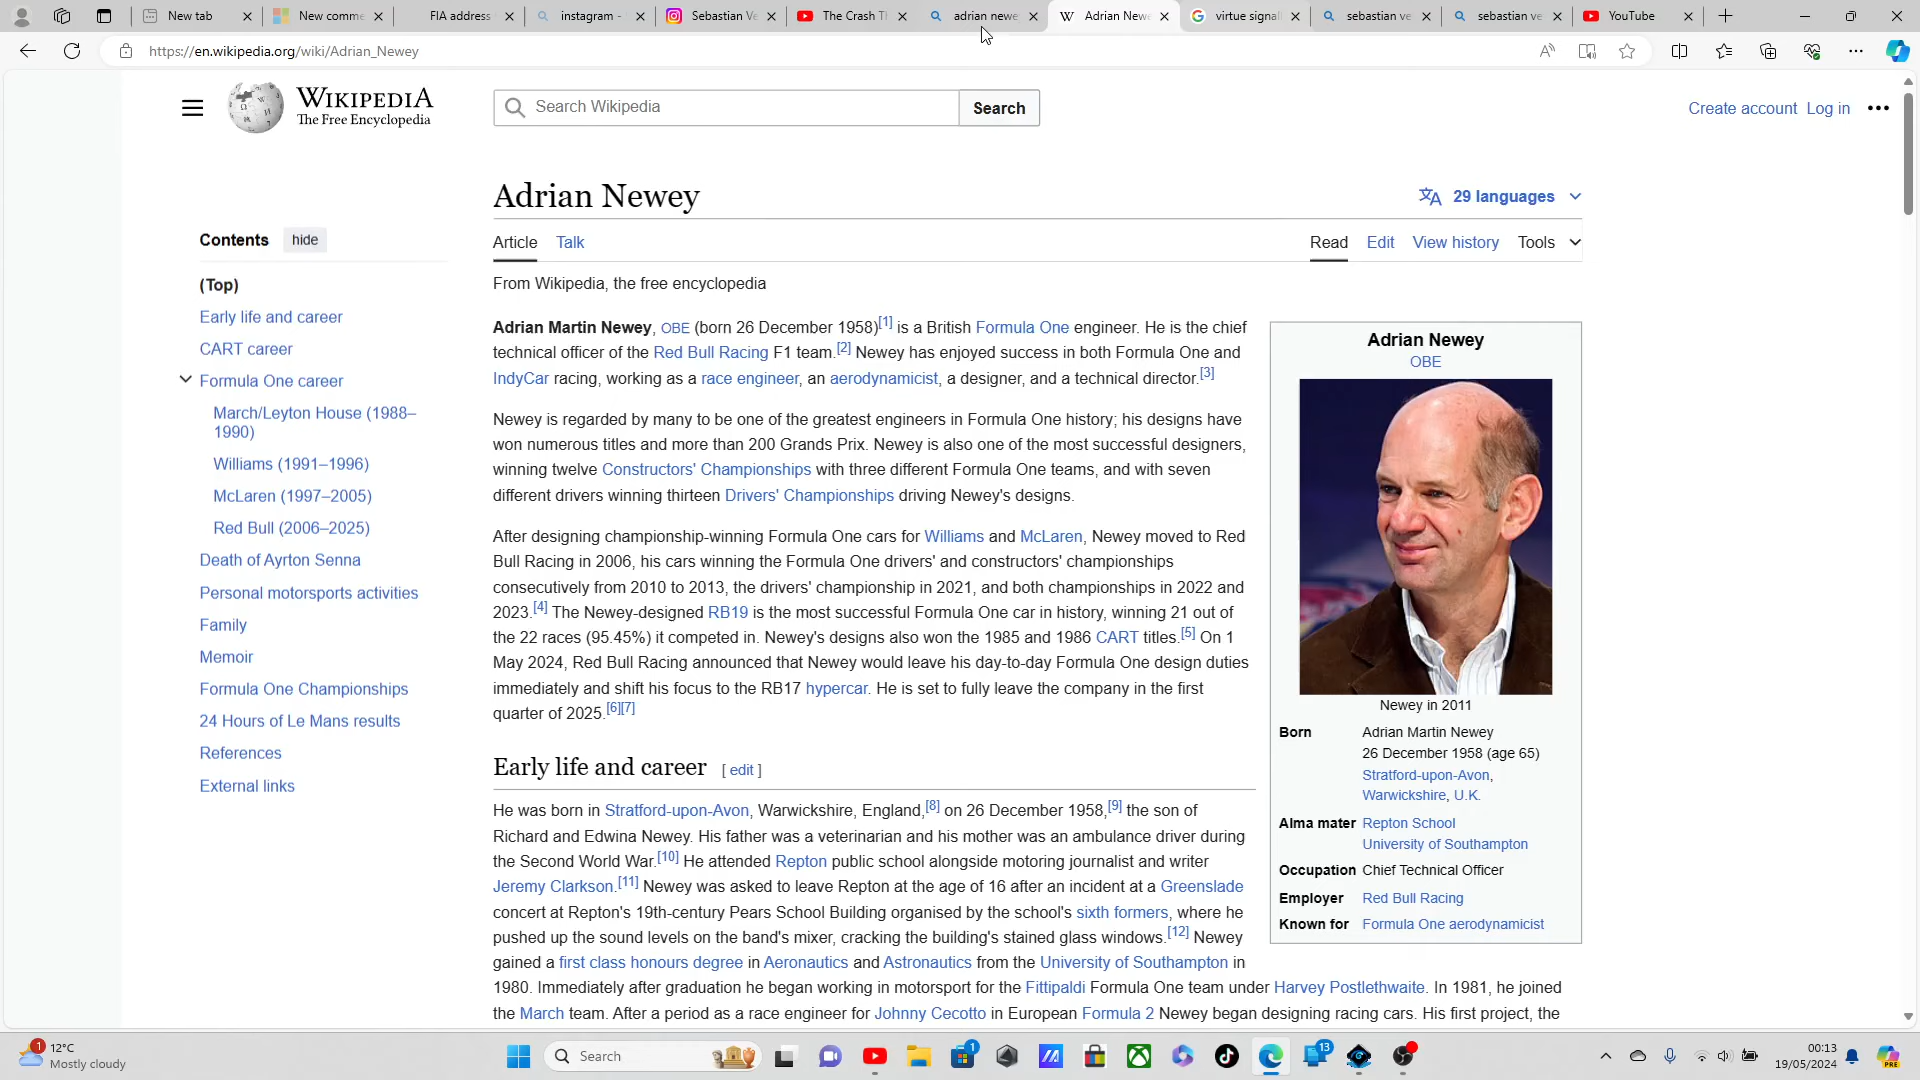 New tab
New comme
FIA address
instagram -
Sebastian Ve
The Crash Th
adrian newe
Adrian Newe
virtue signali
sebastian ve
sebastian ve
YouTube
https://en.wikipedia.org/wiki/Adrian_Newey
WIKIPEDIA
The Free Encyclopedia
Search Wikipedia
Search
Create account Log in
Adrian Newey
29 languages
Contents hide
(Top)
Early life and career
CART career
Formula One career
March/Leyton House (1988–
1990)
Williams (1991–1996)
McLaren (1997–2005)
Red Bull (2006–2025)
Death of Ayrton Senna
Personal motorsports activities
Family
Memoir
Formula One Championships
24 Hours of Le Mans results
References
External links
Article Talk
Read Edit View history Tools
From Wikipedia, the free encyclopedia
Adrian Martin Newey, OBE (born 26 December 1958)[1] is a British Formula One engineer. He is the chief
technical officer of the Red Bull Racing F1 team.[2] Newey has enjoyed success in both Formula One and
IndyCar racing, working as a race engineer, an aerodynamicist, a designer, and a technical director.[3]
Newey is regarded by many to be one of the greatest engineers in Formula One history; his designs have
won numerous titles and more than 200 Grands Prix. Newey is also one of the most successful designers,
winning twelve Constructors' Championships with three different Formula One teams, and with seven
different drivers winning thirteen Drivers' Championships driving Newey's designs.
After designing championship-winning Formula One cars for Williams and McLaren, Newey moved to Red
Bull Racing in 2006, his cars winning the Formula One drivers' and constructors' championships
consecutively from 2010 to 2013, the drivers' championship in 2021, and both championships in 2022 and
2023.[4] The Newey-designed RB19 is the most successful Formula One car in history, winning 21 out of
the 22 races (95.45%) it competed in. Newey's designs also won the 1985 and 1986 CART titles.[5] On 1
May 2024, Red Bull Racing announced that Newey would leave his day-to-day Formula One design duties
immediately and shift his focus to the RB17 hypercar. He is set to fully leave the company in the first
quarter of 2025.[6][7]
Early life and career [ edit ]
He was born in Stratford-upon-Avon, Warwickshire, England,[8] on 26 December 1958,[9] the son of
Richard and Edwina Newey. His father was a veterinarian and his mother was an ambulance driver during
the Second World War.[10] He attended Repton public school alongside motoring journalist and writer
Jeremy Clarkson.[11] Newey was asked to leave Repton at the age of 16 after an incident at a Greenslade
concert at Repton's 19th-century Pears School Building organised by the school's sixth formers, where he
pushed up the sound levels on the band's mixer, cracking the building's stained glass windows.[12] Newey
gained a first class honours degree in Aeronautics and Astronautics from the University of Southampton in
1980. Immediately after graduation he began working in motorsport for the Fittipaldi Formula One team under Harvey Postlethwaite. In 1981, he joined
the March team. After a period as a race engineer for Johnny Cecotto in European Formula 2 Newey began designing racing cars. His first project, the
Adrian Newey
OBE
Newey in 2011
Born Adrian Martin Newey
26 December 1958 (age 65)
Stratford-upon-Avon,
Warwickshire, U.K.
Alma mater Repton School
University of Southampton
Occupation Chief Technical Officer
Employer Red Bull Racing
Known for Formula One aerodynamicist
1
12°C
Mostly cloudy
Search
1
13
00:13
19/05/2024
PRE